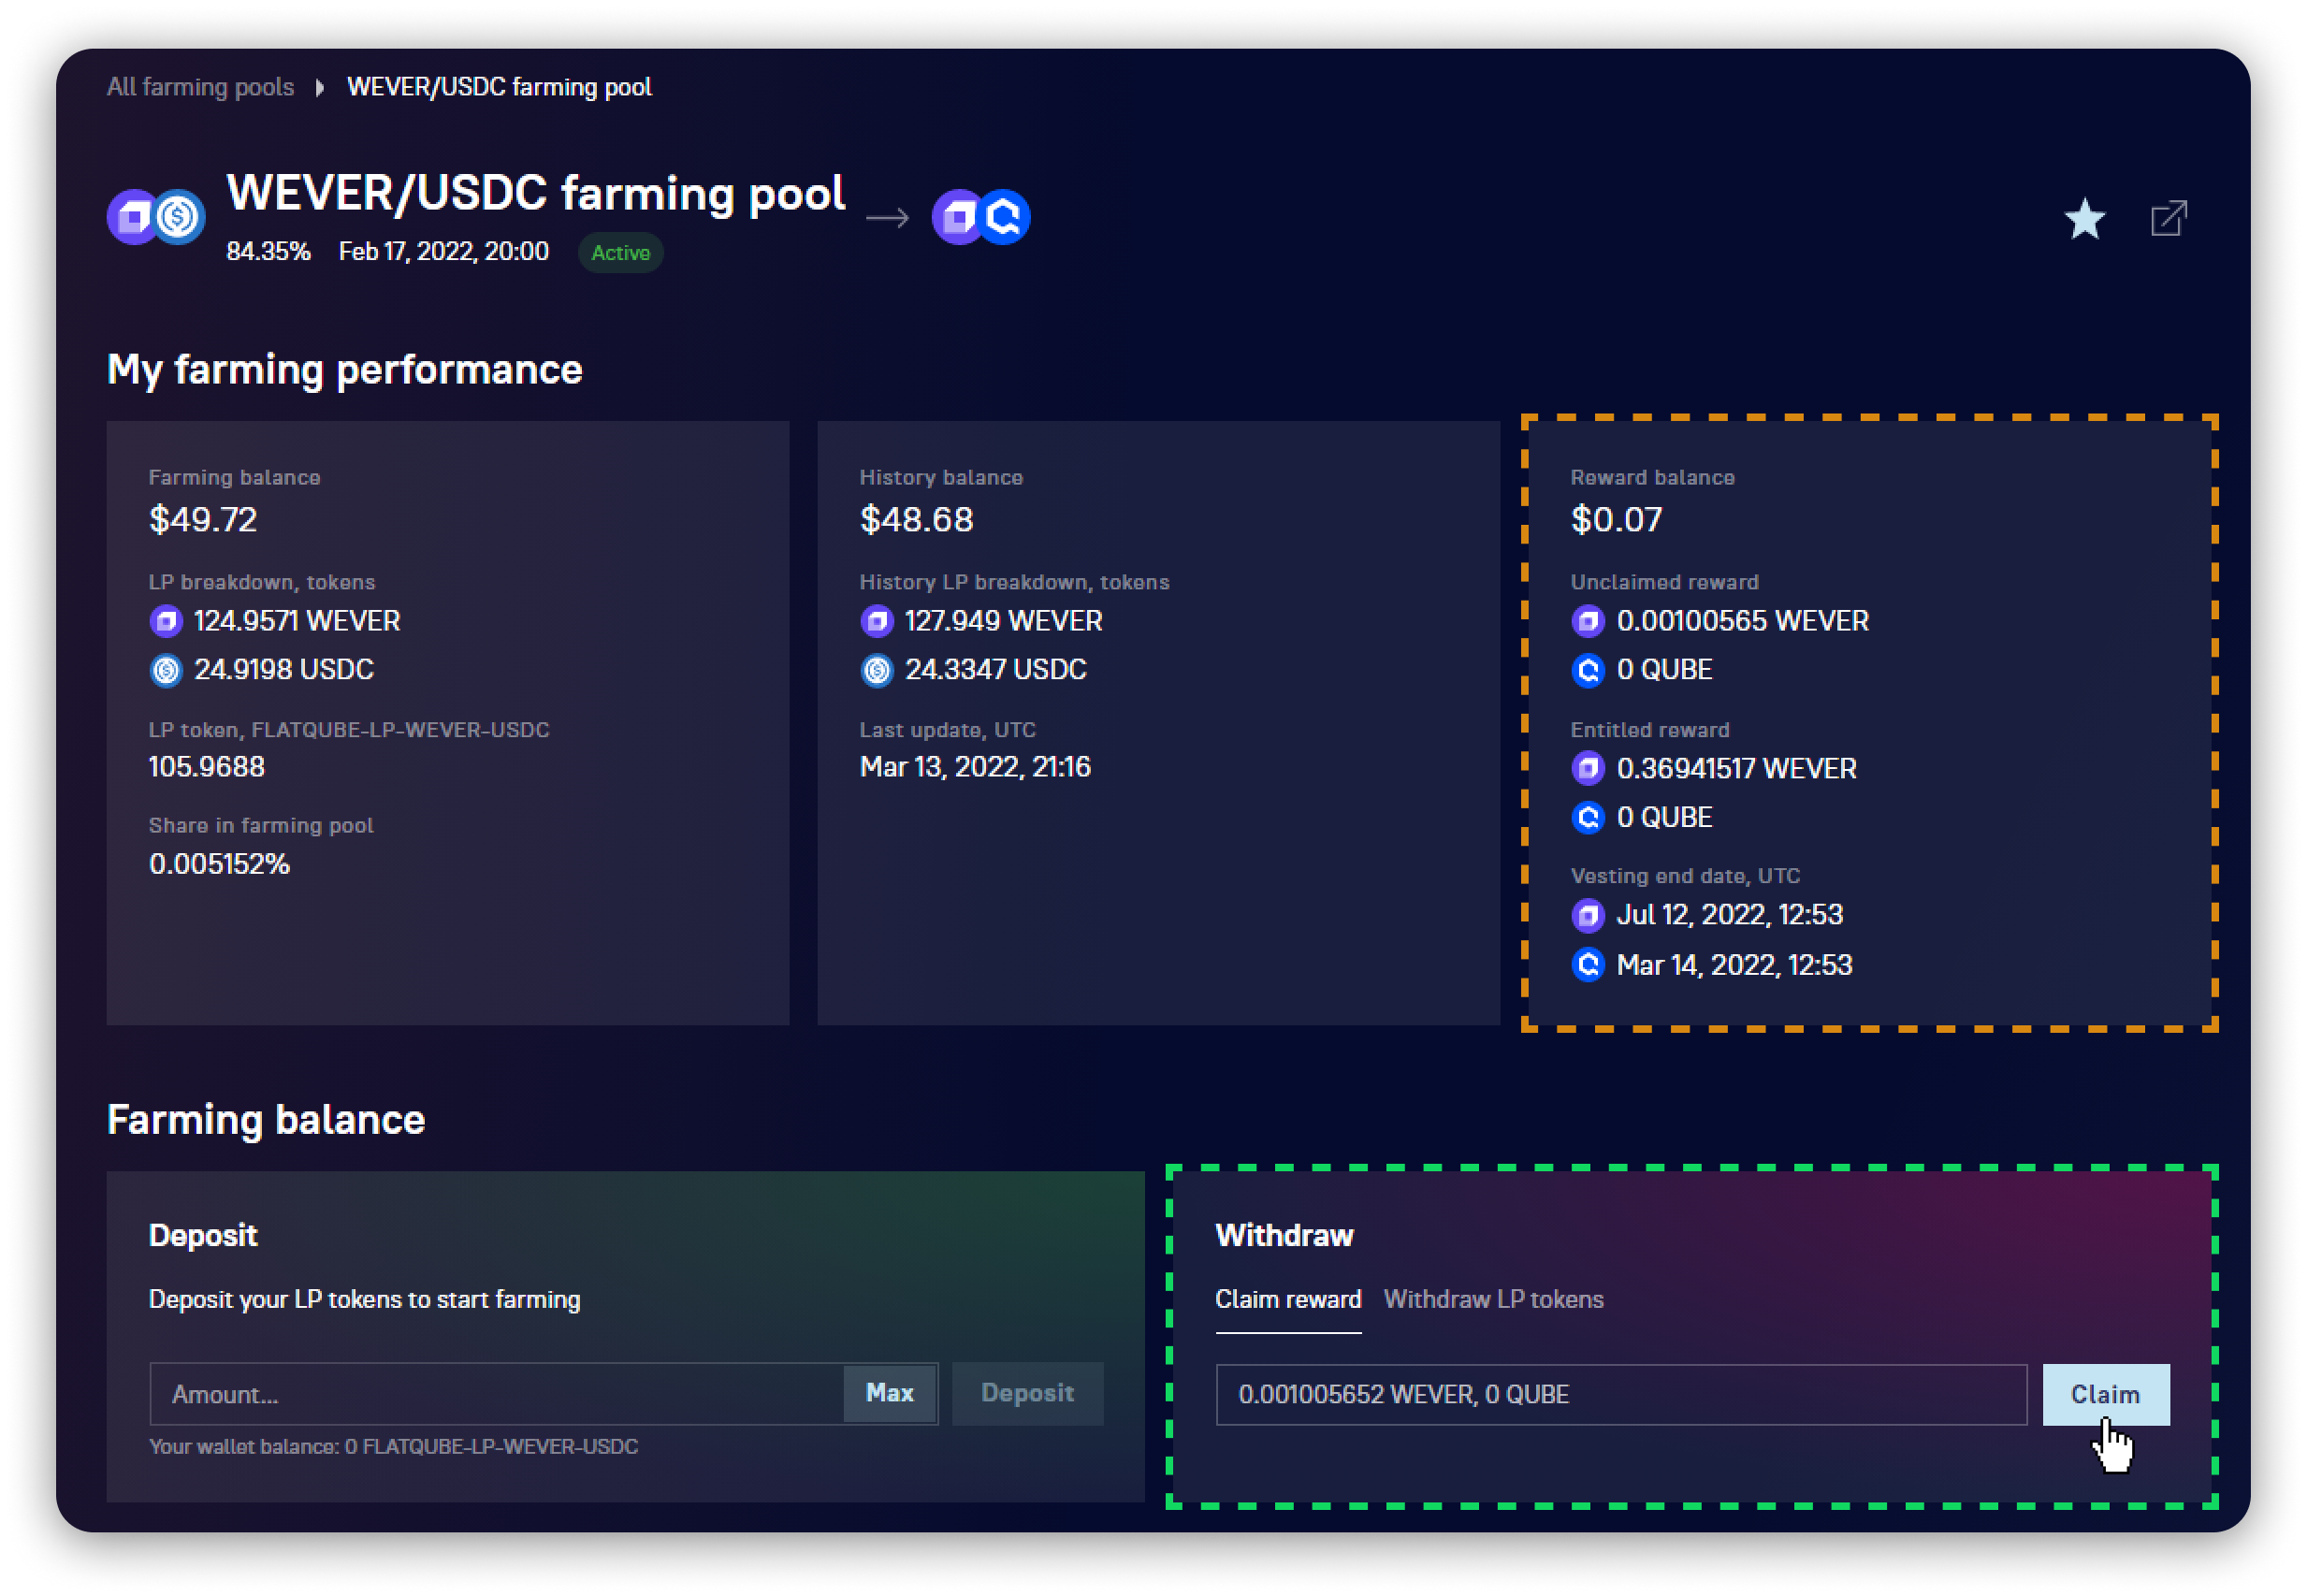 All farming pools WEVER/USDC farming pool
WEVER/USDC farming pool
84.35% Feb 17, 2022, 20:00 Active
My farming performance
Farming balance
$49.72
LP breakdown, tokens
124.9571 WEVER
24.9198 USDC
LP token, FLATQUBE-LP-WEVER-USDC
105.9688
Share in farming pool
0.005152%
History balance
$48.68
History LP breakdown, tokens
127.949 WEVER
24.3347 USDC
Last update, UTC
Mar 13, 2022, 21:16
Reward balance
$0.07
Unclaimed reward
0.00100565 WEVER
0 QUBE
Entitled reward
0.36941517 WEVER
0 QUBE
Vesting end date, UTC
Jul 12, 2022, 12:53
Mar 14, 2022, 12:53
Farming balance
Deposit
Deposit your LP tokens to start farming
Amount... Max Deposit
Your wallet balance: 0 FLATQUBE-LP-WEVER-USDC
Withdraw
Claim reward Withdraw LP tokens
0.001005652 WEVER, 0 QUBE Claim